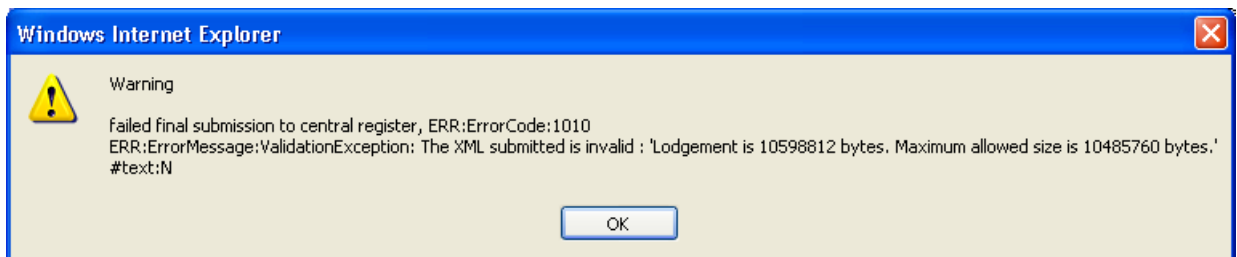 Windows Internet Explorer
Warning
failed final submission to central register, ERR:ErrorCode:1010
ERR:ErrorMessage:ValidationException: The XML submitted is invalid : 'Lodgement is 10598812 bytes. Maximum allowed size is 10485760 bytes.'
#text:N
OK